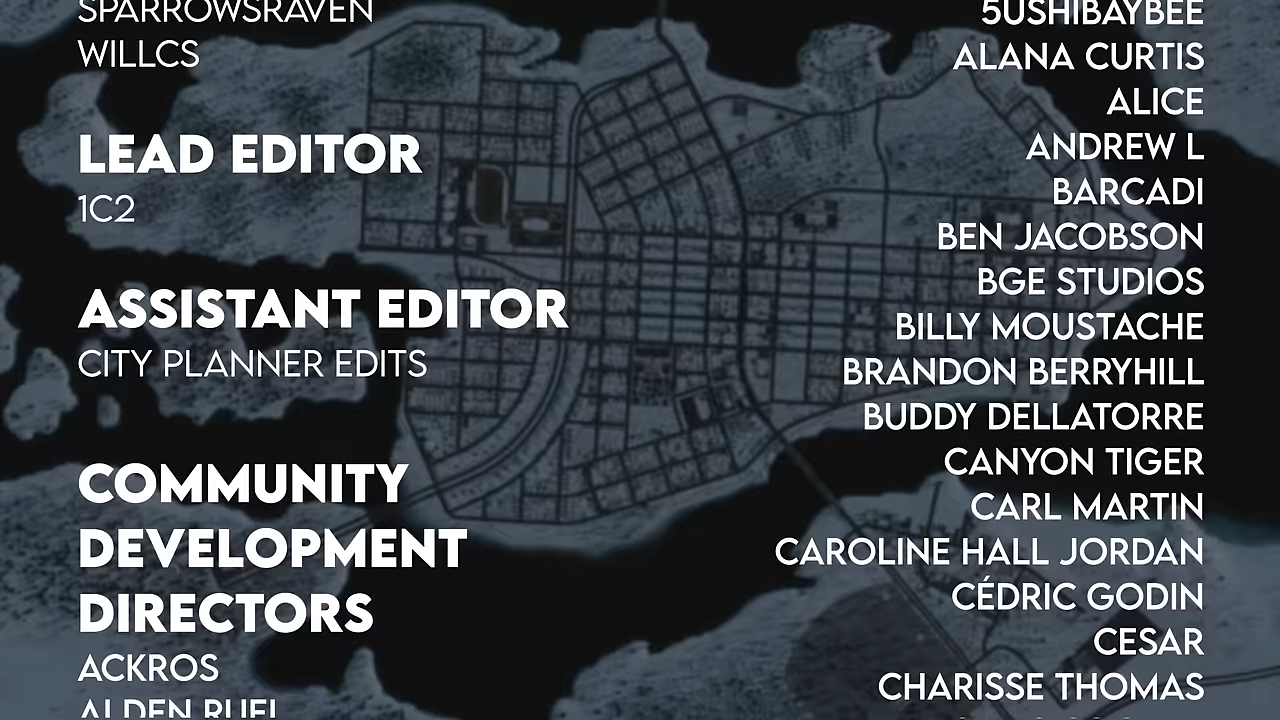 SPARROWSRAVEN
WILLCS
LEAD EDITOR
1C2
ASSISTANT EDITOR
CITY PLANNER EDITS
COMMUNITY
DEVELOPMENT
DIRECTORS
ACKROS
ALDEN RUEL
5USHIBAYBEE
ALANA CURTIS
ALICE
ANDREW L
BARCADI
BEN JACOBSON
BGE STUDIOS
BILLY MOUSTACHE
BRANDON BERRYHILL
BUDDY DELLATORRE
CANYON TIGER
CARL MARTIN
CAROLINE HALL JORDAN
CÉDRIC GODIN
CESAR
CHARISSE THOMAS